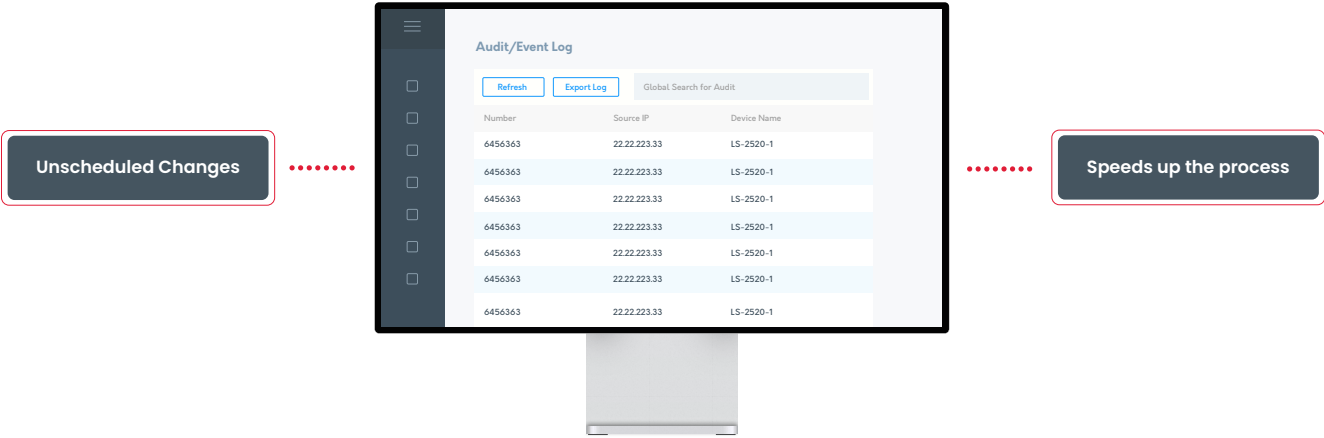 Unscheduled Changes
Audit/Event Log
Refresh Export Log Global Search for Audit
Number Source IP Device Name
6456363 22.22.223.33 LS-2520-1
6456363 22.22.223.33 LS-2520-1
6456363 22.22.223.33 LS-2520-1
6456363 22.22.223.33 LS-2520-1
6456363 22.22.223.33 LS-2520-1
6456363 22.22.223.33 LS-2520-1
6456363 22.22.223.33 LS-2520-1
Speeds up the process